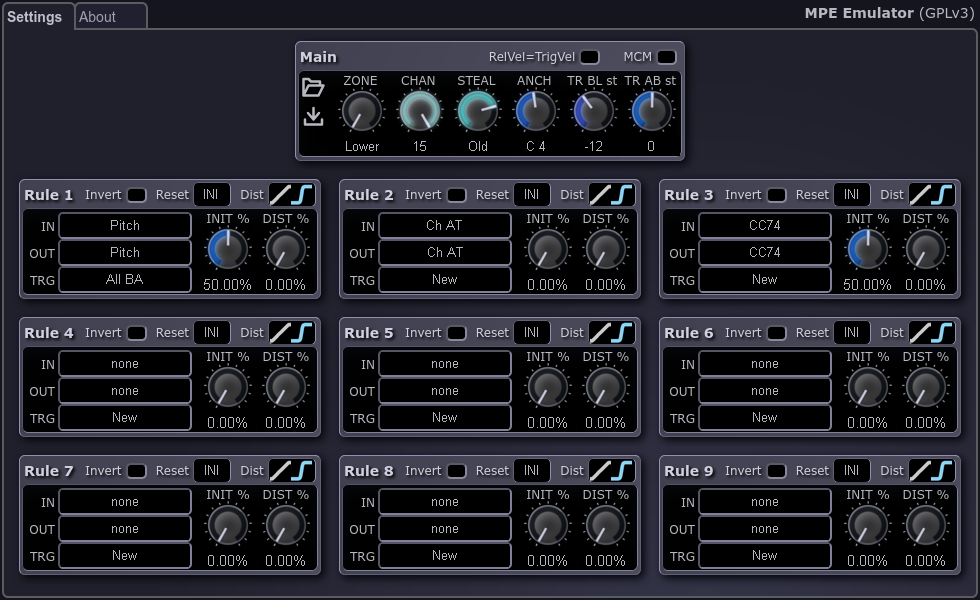 Settings About MPE Emulator (GPLv3)
Main RelVel=TrigVel MCM
ZONE CHAN STEAL ANCH TR BL st TR AB st
Lower 15 Old C 4 -12 0
Rule 1 Invert Reset INI Dist
IN Pitch INIT % DIST %
OUT Pitch
TRG All BA 50.00% 0.00%
Rule 2 Invert Reset INI Dist
IN Ch AT INIT % DIST %
OUT Ch AT
TRG New 0.00% 0.00%
Rule 3 Invert Reset INI Dist
IN CC74 INIT % DIST %
OUT CC74
TRG New 50.00% 0.00%
Rule 4 Invert Reset INI Dist
IN none INIT % DIST %
OUT none
TRG New 0.00% 0.00%
Rule 5 Invert Reset INI Dist
IN none INIT % DIST %
OUT none
TRG New 0.00% 0.00%
Rule 6 Invert Reset INI Dist
IN none INIT % DIST %
OUT none
TRG New 0.00% 0.00%
Rule 7 Invert Reset INI Dist
IN none INIT % DIST %
OUT none
TRG New 0.00% 0.00%
Rule 8 Invert Reset INI Dist
IN none INIT % DIST %
OUT none
TRG New 0.00% 0.00%
Rule 9 Invert Reset INI Dist
IN none INIT % DIST %
OUT none
TRG New 0.00% 0.00%